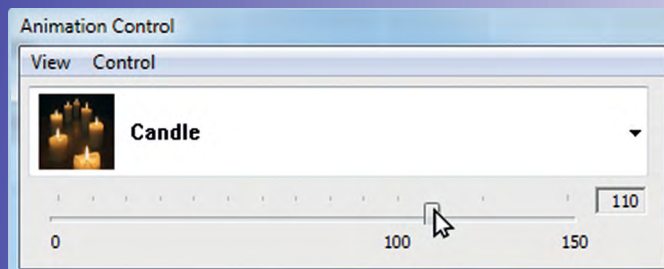 Animation Control
View Control
Candle
110
0 100 150